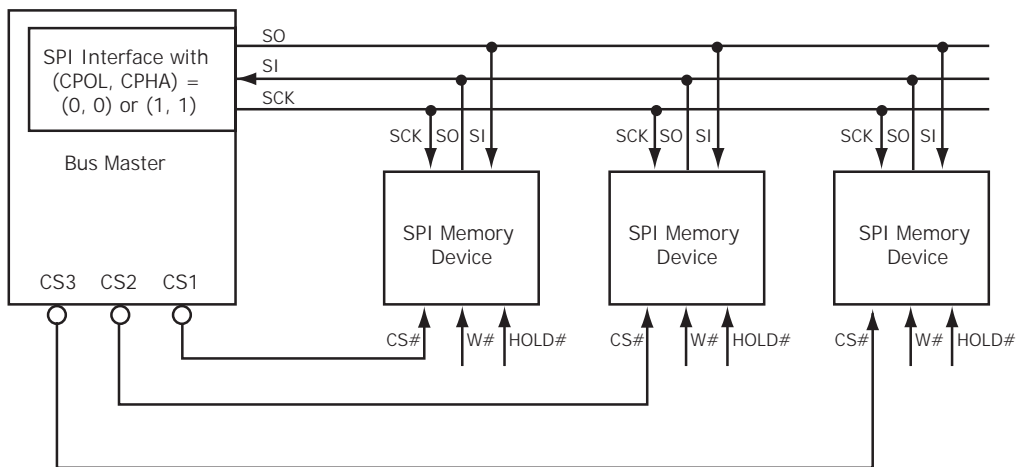 SO
SPI Interface with
(CPOL, CPHA) =
(0, 0) or (1, 1)
SI
SCK
SCK SO SI
SCK SO SI
SCK SO SI
Bus Master
SPI Memory
Device
SPI Memory
Device
SPI Memory
Device
CS3 CS2 CS1
CS# W# HOLD#
CS# W# HOLD#
CS# W# HOLD#